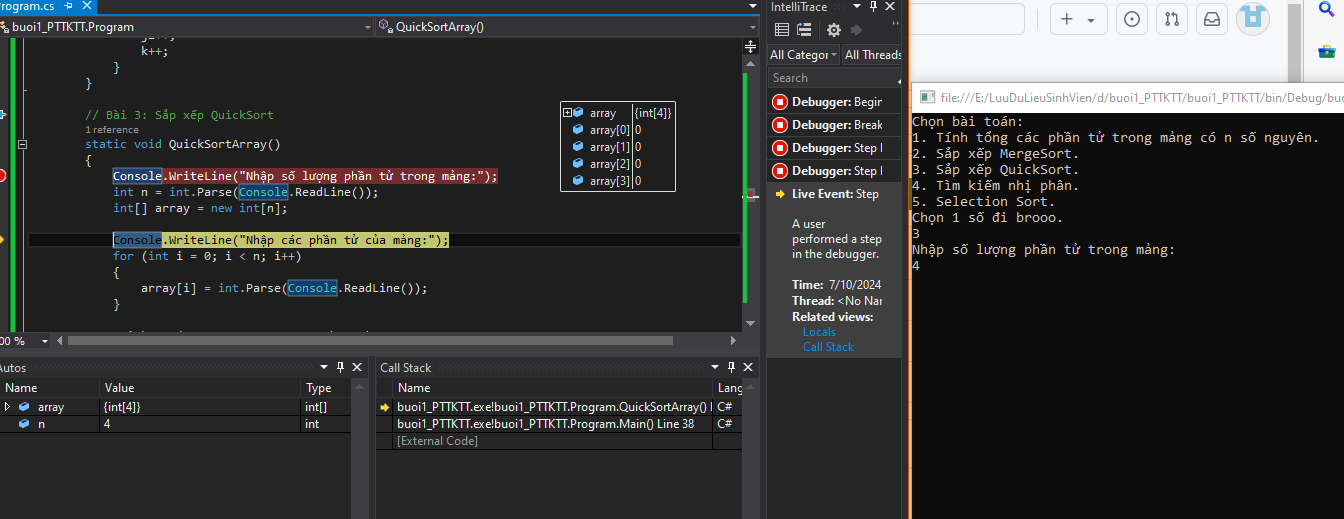 Program.cs
buoi1_PTTKTT.Program
QuickSortArray()
k++;
}
}
// Bài 3: Sắp xếp QuickSort
1 reference
static void QuickSortArray()
{
Console.WriteLine("Nhập số lượng phần tử trong mảng:");
int n = int.Parse(Console.ReadLine());
int[] array = new int[n];
Console.WriteLine("Nhập các phần tử của mảng:");
for (int i = 0; i < n; i++)
{
array[i] = int.Parse(Console.ReadLine());
}
array {int[4]}
array[0] 0
array[1] 0
array[2] 0
array[3] 0
00 %
Autos
Name Value Type
array {int[4]} int[]
n 4 int
Call Stack
Name Lang
buoi1_PTTKTT.exe!buoi1_PTTKTT.Program.QuickSortArray() C#
buoi1_PTTKTT.exe!buoi1_PTTKTT.Program.Main() Line 38 C#
[External Code]
IntelliTrace
All Categor All Threads
Search
Debugger: Begin
Debugger: Break
Debugger: Step I
Debugger: Step I
Live Event: Step
A user
performed a step
in the debugger.
Time: 7/10/2024
Thread: <No Nar
Related views:
Locals
Call Stack
file:///E:/LuuDuLieuSinhVien/d/buoi1_PTTKTT/buoi1_PTTKTT/bin/Debug/buo
Chọn bài toán:
1. Tính tổng các phần tử trong mảng có n số nguyên.
2. Sắp xếp MergeSort.
3. Sắp xếp QuickSort.
4. Tìm kiếm nhị phân.
5. Selection Sort.
Chọn 1 số đi brooo.
3
Nhập số lượng phần tử trong mảng:
4